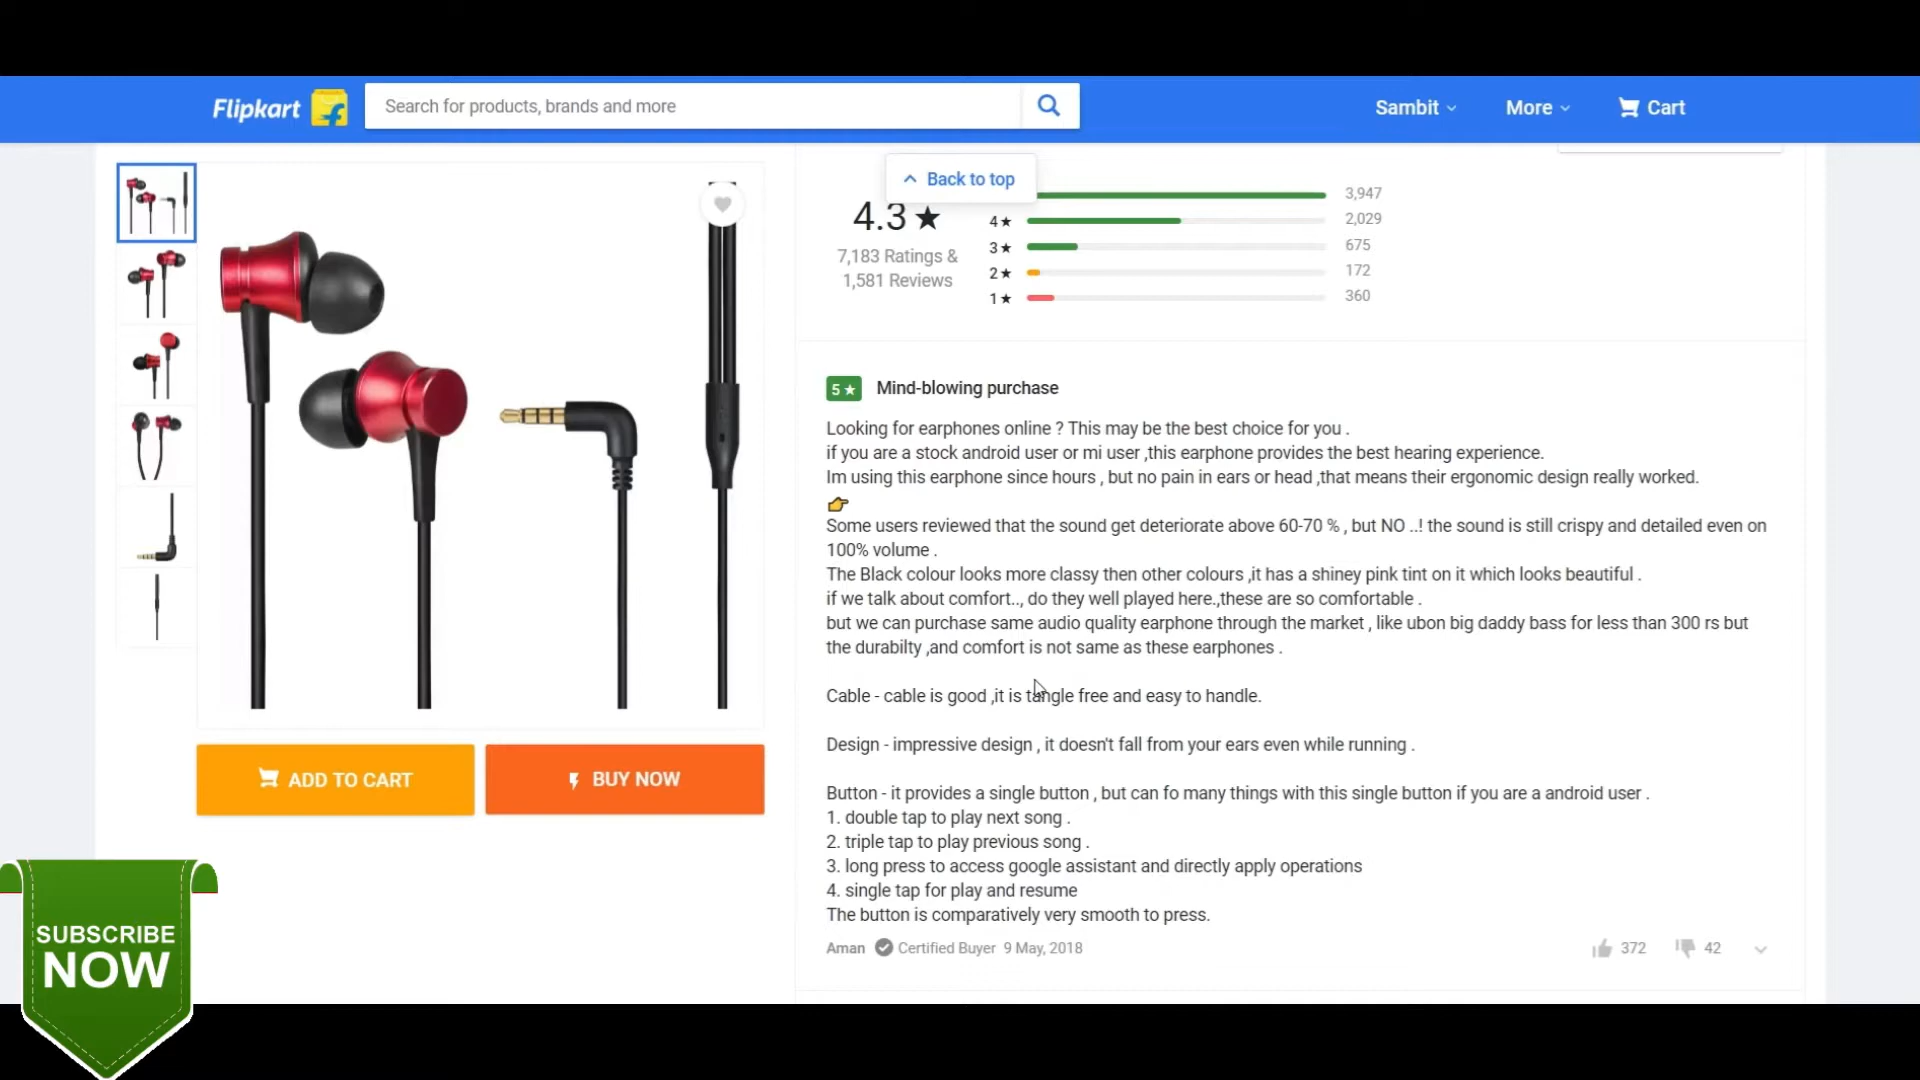 Flipkart
Search for products, brands and more
Sambit
More
Cart
Back to top
4.3 ★
7,183 Ratings &
1,581 Reviews
3,947
4★ 2,029
3★ 675
2★ 172
1★ 360
5★ Mind-blowing purchase
Looking for earphones online ? This may be the best choice for you .
if you are a stock android user or mi user ,this earphone provides the best hearing experience.
Im using this earphone since hours , but no pain in ears or head ,that means their ergonomic design really worked.
👉
Some users reviewed that the sound get deteriorate above 60-70 % , but NO ..! the sound is still crispy and detailed even on
100% volume .
The Black colour looks more classy then other colours ,it has a shiney pink tint on it which looks beautiful .
if we talk about comfort.., do they well played here.,these are so comfortable .
but we can purchase same audio quality earphone through the market , like ubon big daddy bass for less than 300 rs but
the durabilty ,and comfort is not same as these earphones .
Cable - cable is good ,it is tangle free and easy to handle.
Design - impressive design , it doesn't fall from your ears even while running .
Button - it provides a single button , but can fo many things with this single button if you are a android user .
1. double tap to play next song .
2. triple tap to play previous song .
3. long press to access google assistant and directly apply operations
4. single tap for play and resume
The button is comparatively very smooth to press.
Aman Certified Buyer 9 May, 2018
372
42
ADD TO CART
BUY NOW
SUBSCRIBE
NOW